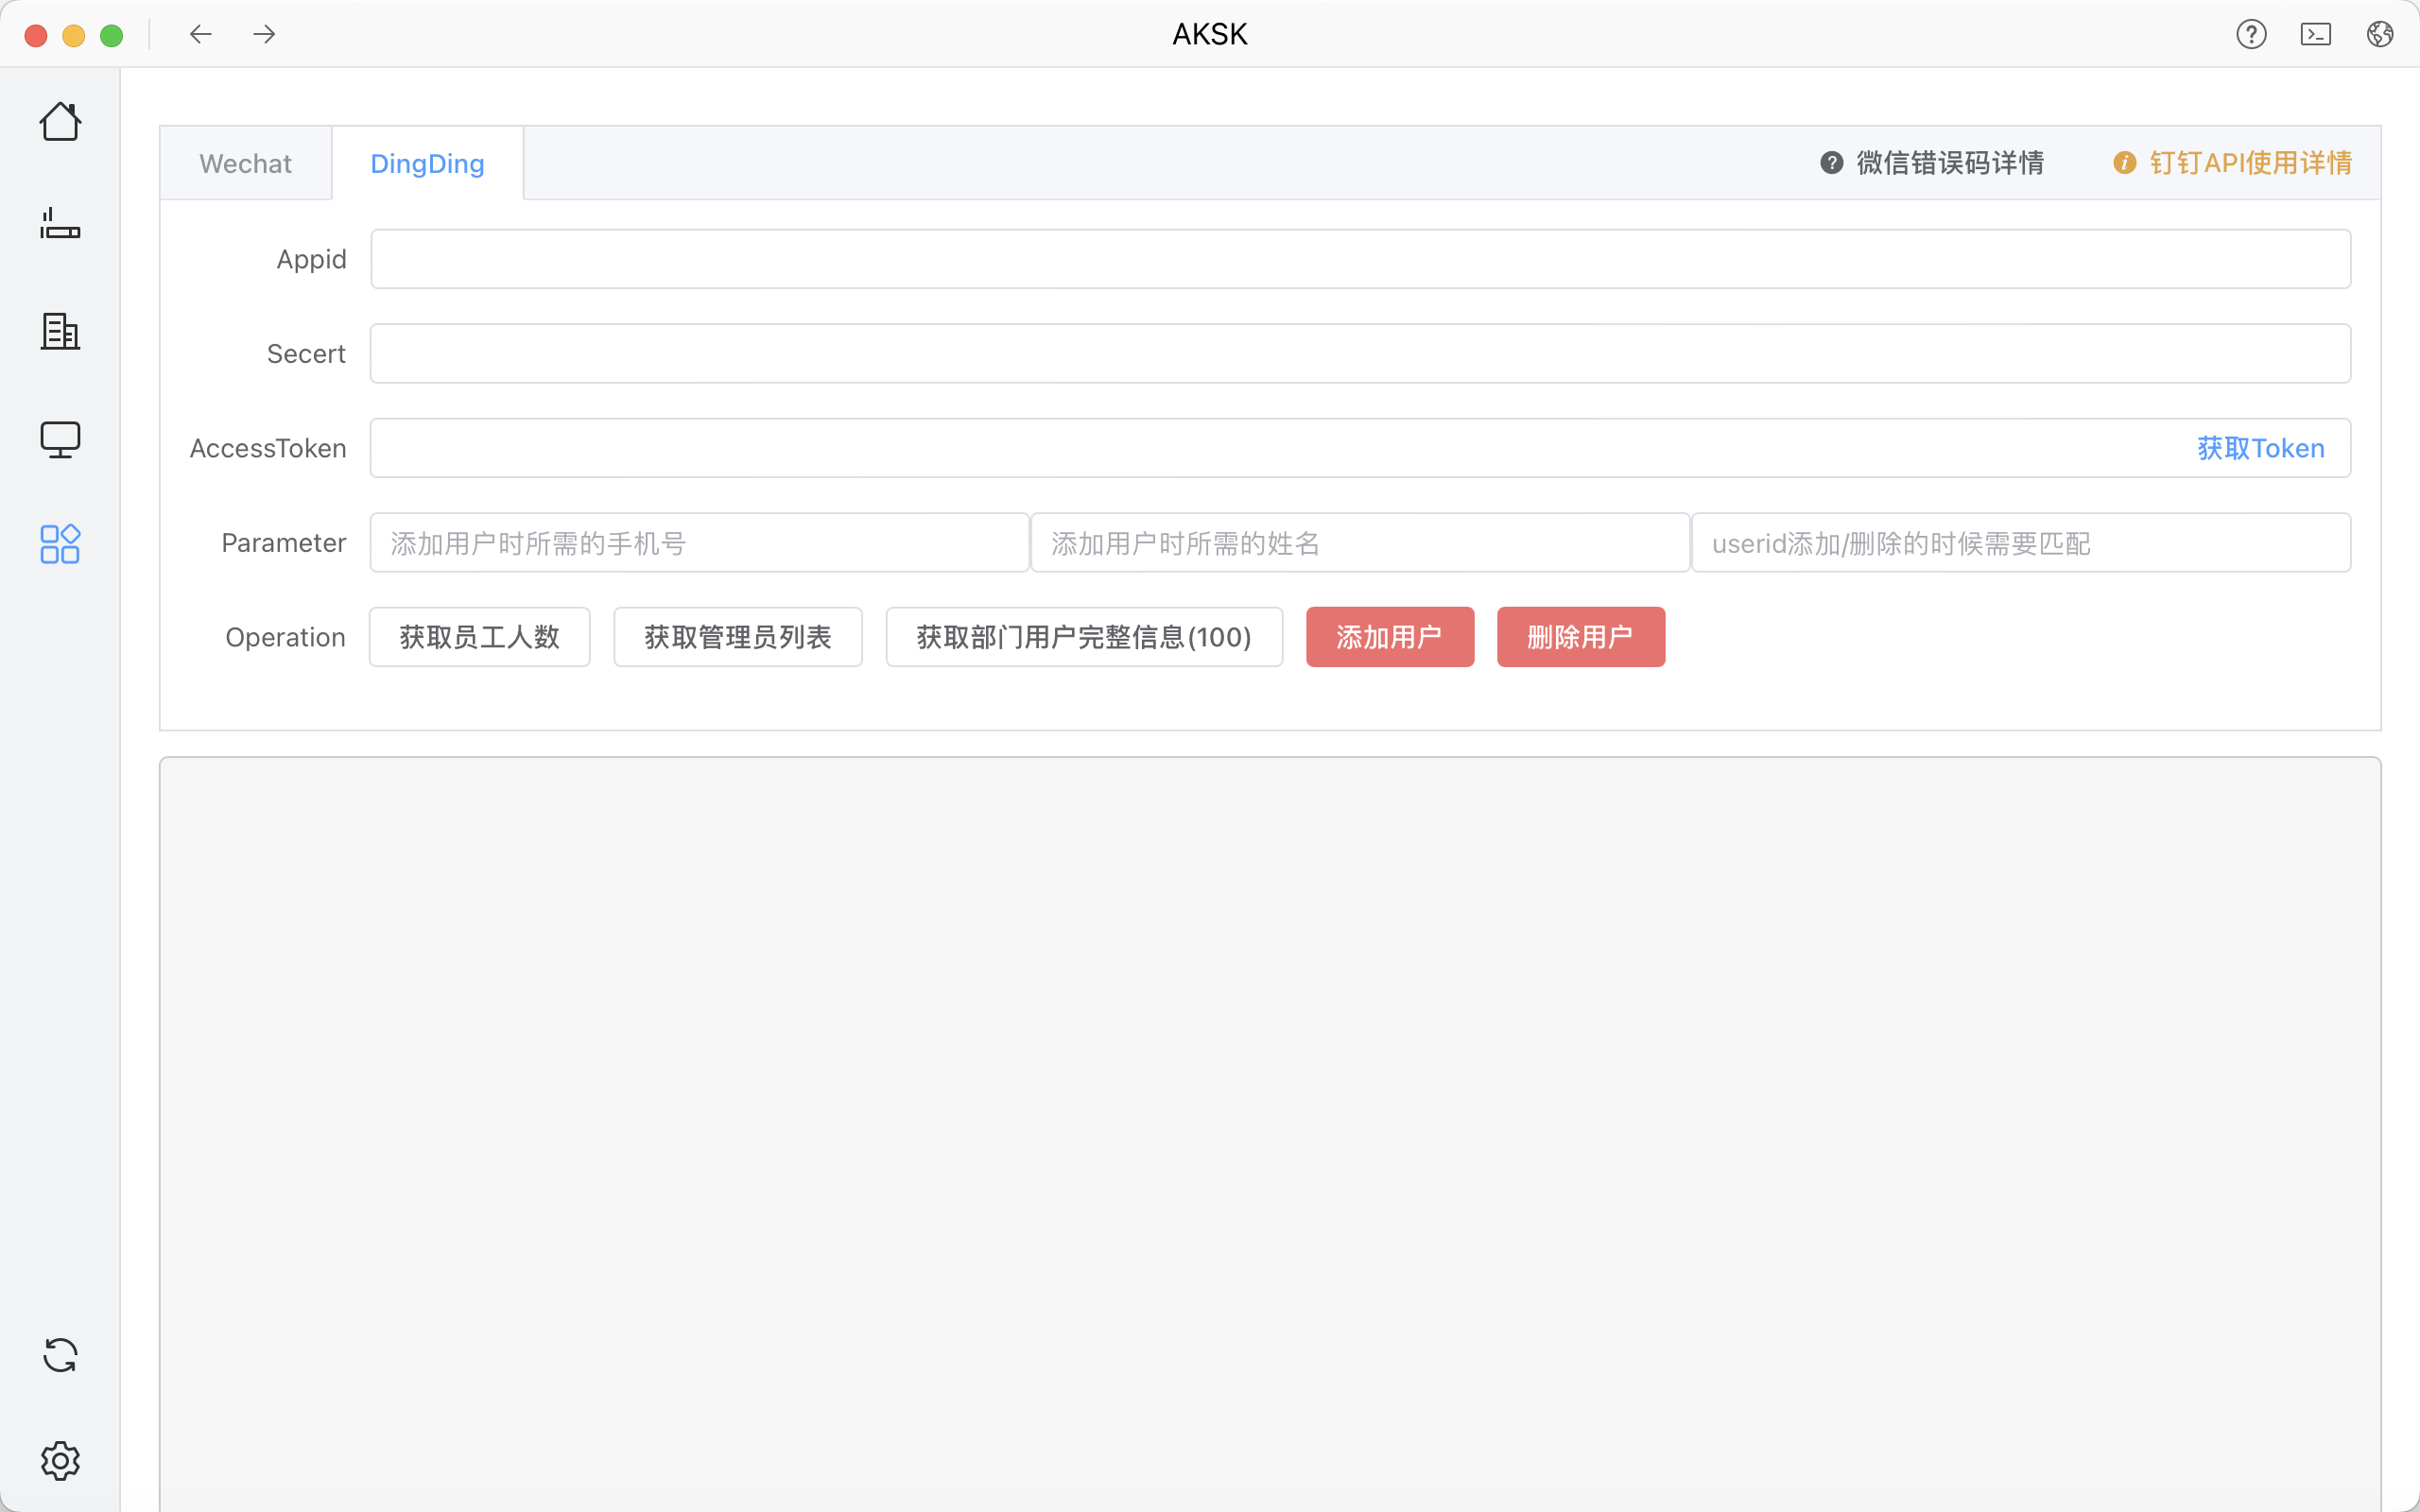 AKSK
Wechat DingDing 微信错误码详情 钉钉API使用详情
Appid
Secert
AccessToken 获取Token
Parameter 添加用户时所需的手机号 添加用户时所需的姓名 userid添加/删除的时候需要匹配
Operation 获取员工人数 获取管理员列表 获取部门用户完整信息(100) 添加用户 删除用户